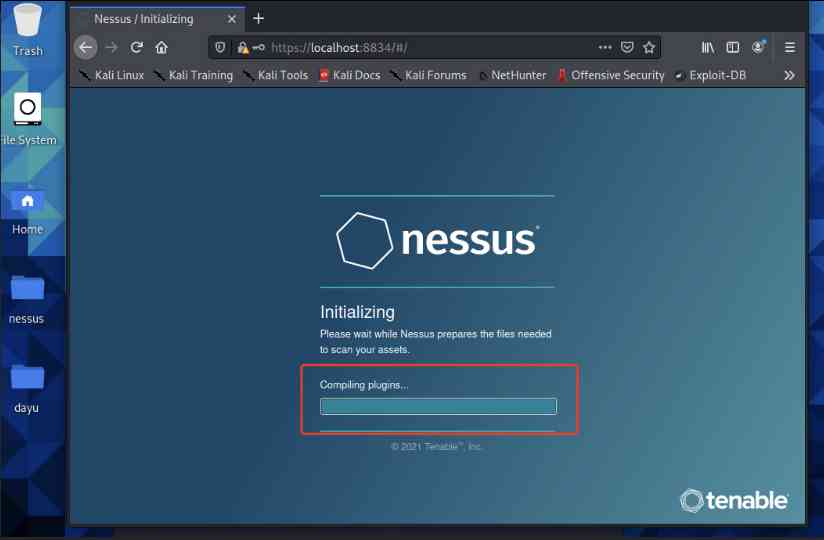 Trash
File System
Home
nessus
dayu
Nessus / Initializing
https://localhost:8834/#/
Kali Linux
Kali Training
Kali Tools
Kali Docs
Kali Forums
NetHunter
Offensive Security
Exploit-DB
nessus®
Initializing
Please wait while Nessus prepares the files needed
to scan your assets.
Compiling plugins...
© 2021 Tenable™, Inc.
tenable